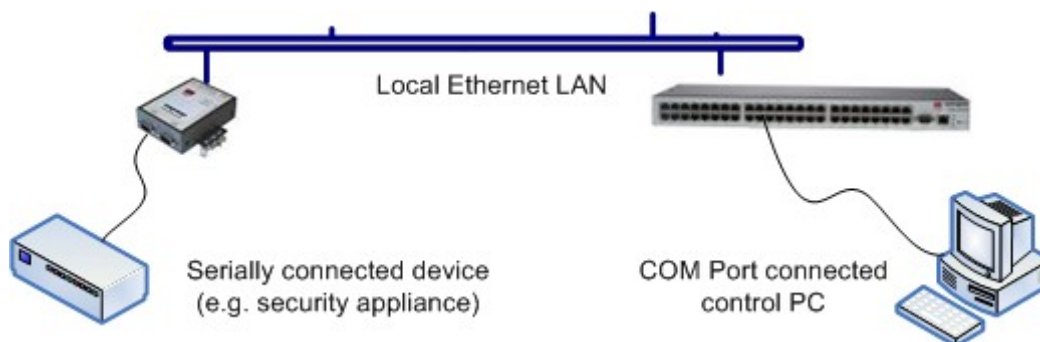 Local Ethernet LAN
Serially connected device
(e.g. security appliance)
COM Port connected
control PC